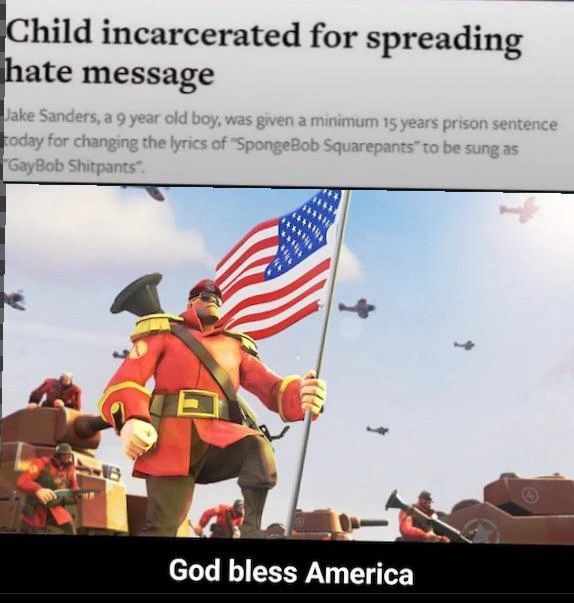 Child incarcerated for spreading
hate message
Jake Sanders, a 9 year old boy, was given a minimum 15 years prison sentence
today for changing the lyrics of "SpongeBob Squarepants" to be sung as
"GayBob Shitpants".
God bless America